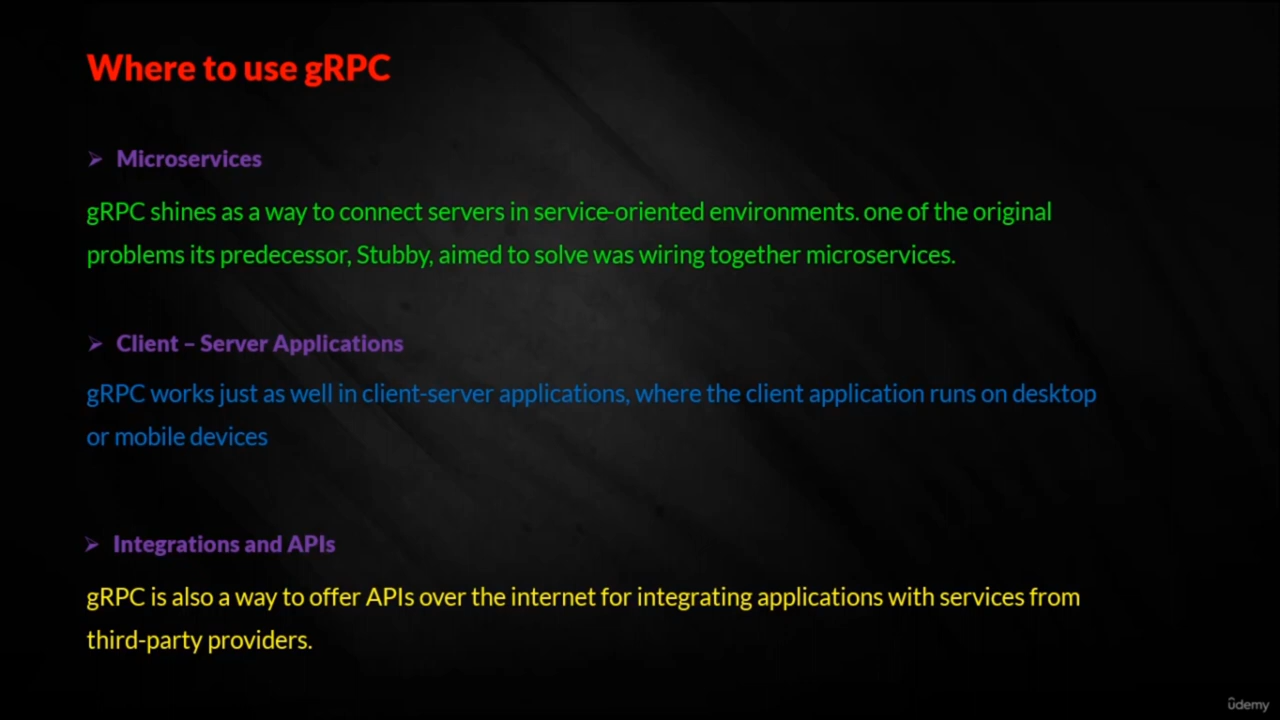 Where to use gRPC
➢ Microservices
gRPC shines as a way to connect servers in service-oriented environments. one of the original
problems its predecessor, Stubby, aimed to solve was wiring together microservices.
➢ Client – Server Applications
gRPC works just as well in client-server applications, where the client application runs on desktop
or mobile devices
➢ Integrations and APIs
gRPC is also a way to offer APIs over the internet for integrating applications with services from
third-party providers.
ûdemy